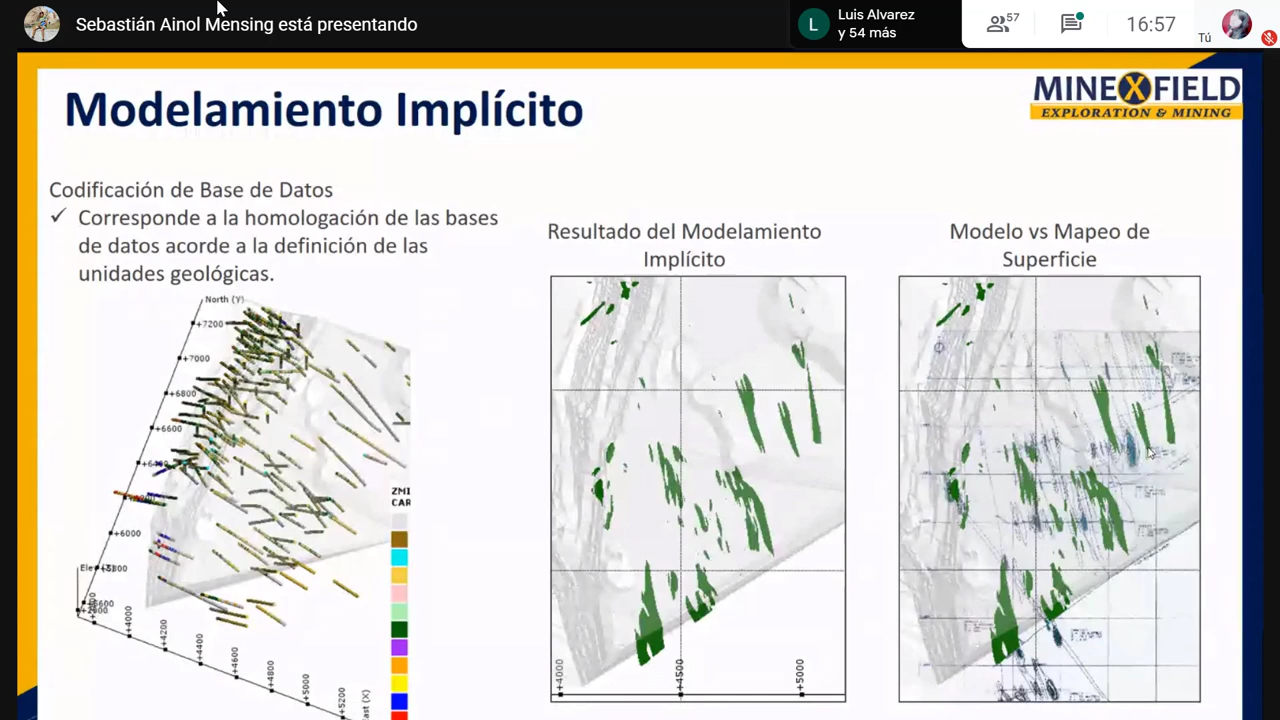 Sebastián Ainol Mensing está presentando
L
Luis Alvarez
y 54 más
57
16:57
Tú
Modelamiento Implícito
MINEXFIELD
EXPLORATION & MINING
Codificación de Base de Datos
✓ Corresponde a la homologación de las bases
de datos acorde a la definición de las
unidades geológicas.
Resultado del Modelamiento
Implícito
Modelo vs Mapeo de
Superficie
North (Y)
+7200
+7000
+6800
+6600
+6000
+4000
+4200
+4400
+4600
+4800
+5000
+5200
ZMI
CAR
+4000
+4500
+5000